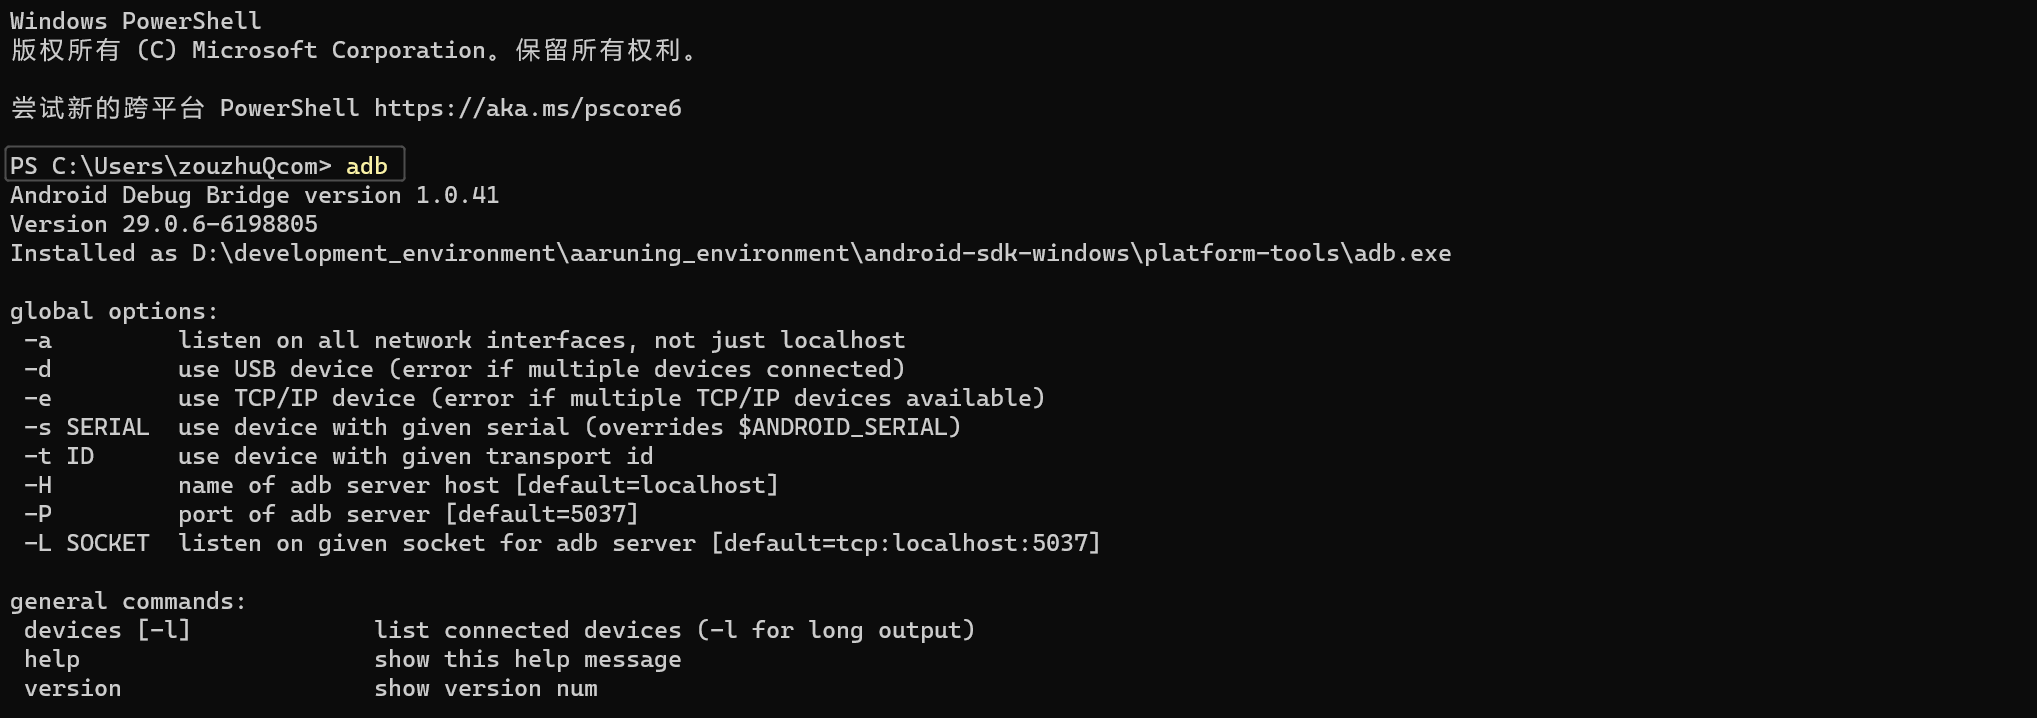 Windows PowerShell
版权所有 (C) Microsoft Corporation。保留所有权利。
尝试新的跨平台 PowerShell https://aka.ms/pscore6
PS C:\Users\zouzhuQcom> adb
Android Debug Bridge version 1.0.41
Version 29.0.6-6198805
Installed as D:\development_environment\aaruning_environment\android-sdk-windows\platform-tools\adb.exe
global options:
 -a         listen on all network interfaces, not just localhost
 -d         use USB device (error if multiple devices connected)
 -e         use TCP/IP device (error if multiple TCP/IP devices available)
 -s SERIAL  use device with given serial (overrides $ANDROID_SERIAL)
 -t ID      use device with given transport id
 -H         name of adb server host [default=localhost]
 -P         port of adb server [default=5037]
 -L SOCKET  listen on given socket for adb server [default=tcp:localhost:5037]
general commands:
 devices [-l]             list connected devices (-l for long output)
 help                     show this help message
 version                  show version num